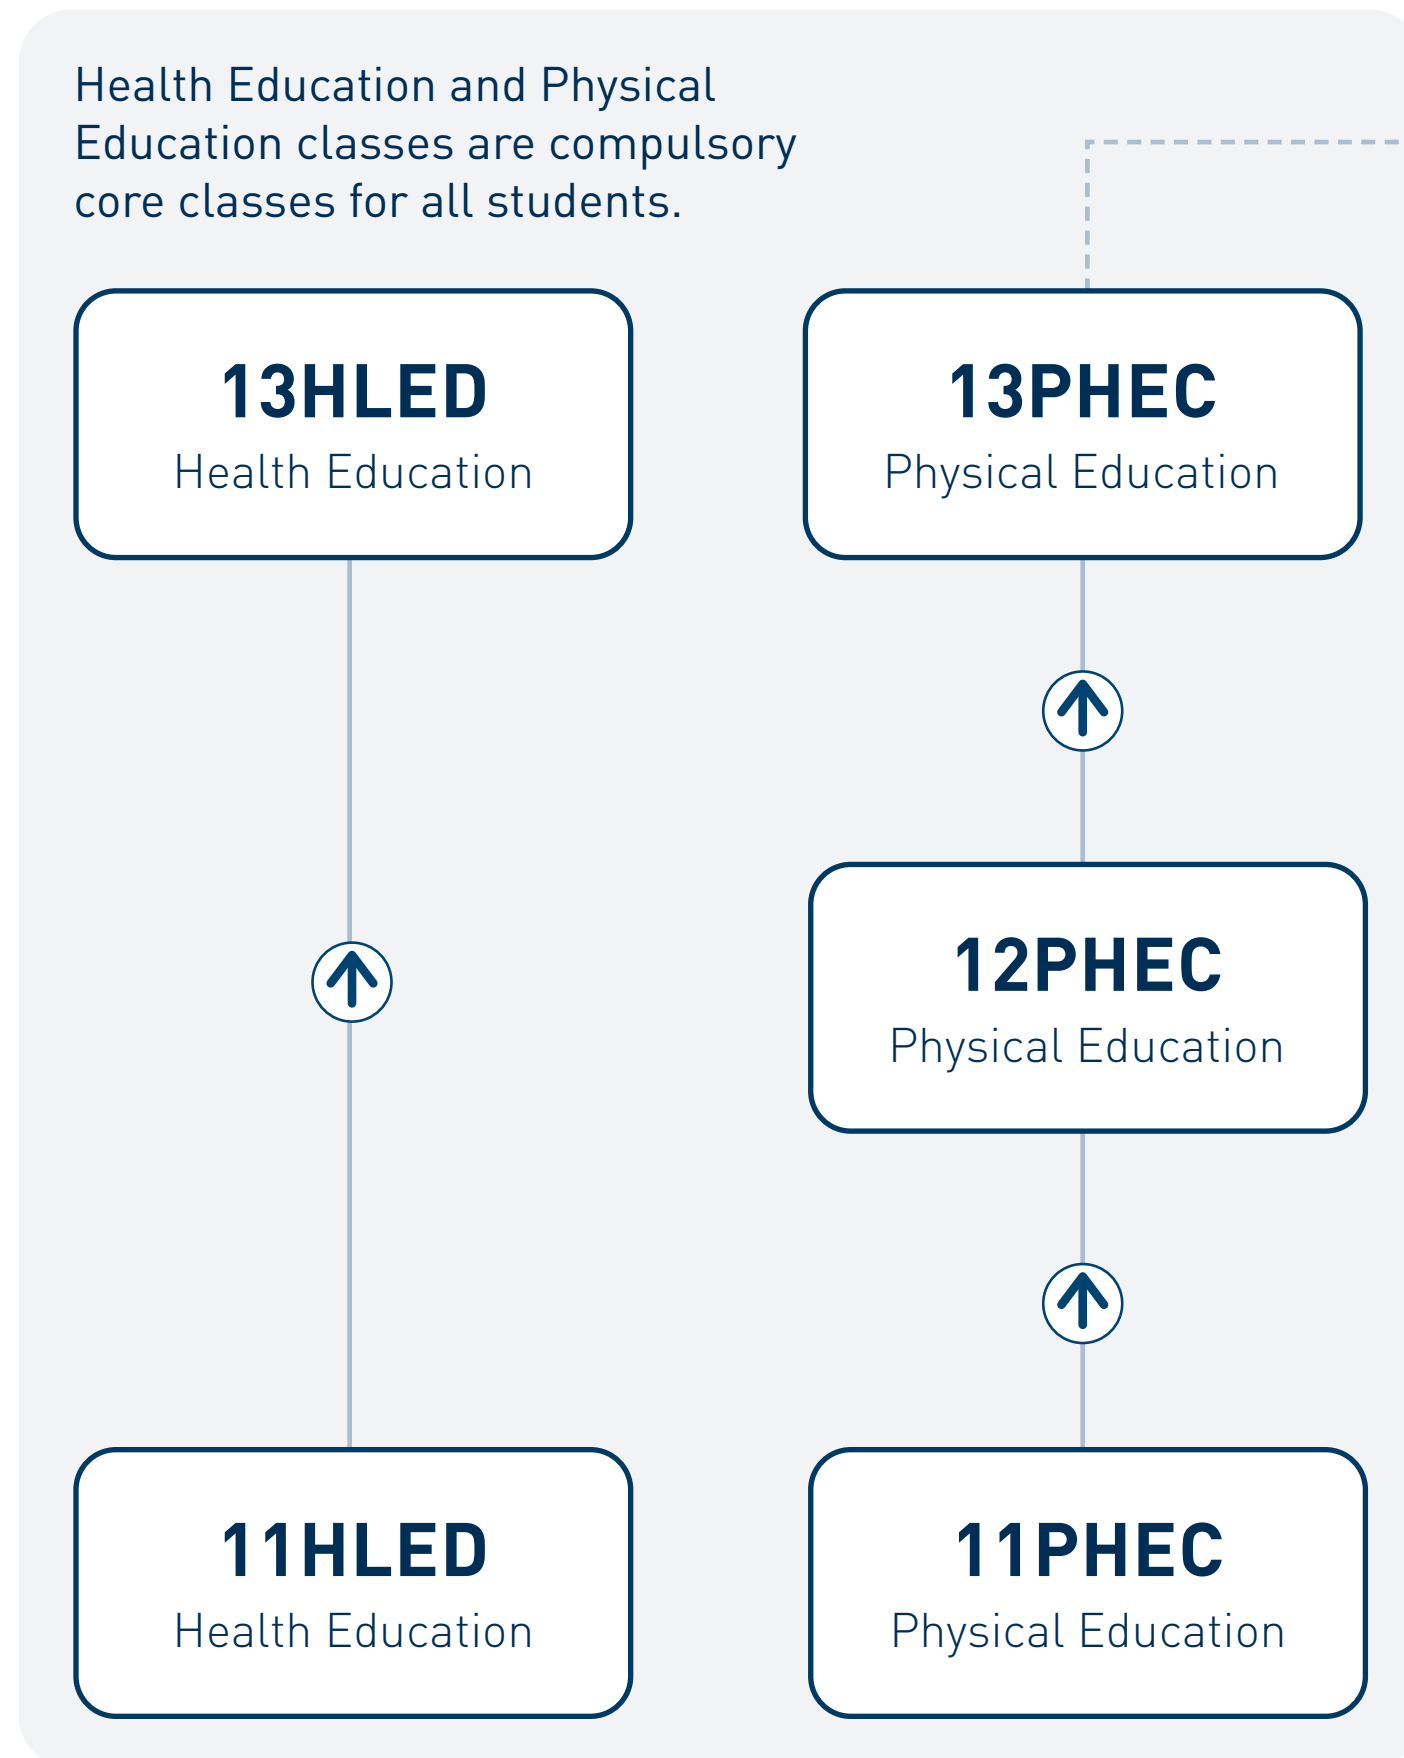 Health Education and Physical
Education classes are compulsory
core classes for all students.
13HLED
Health Education
13PHEC
Physical Education
12PHEC
Physical Education
11HLED
Health Education
11PHEC
Physical Education